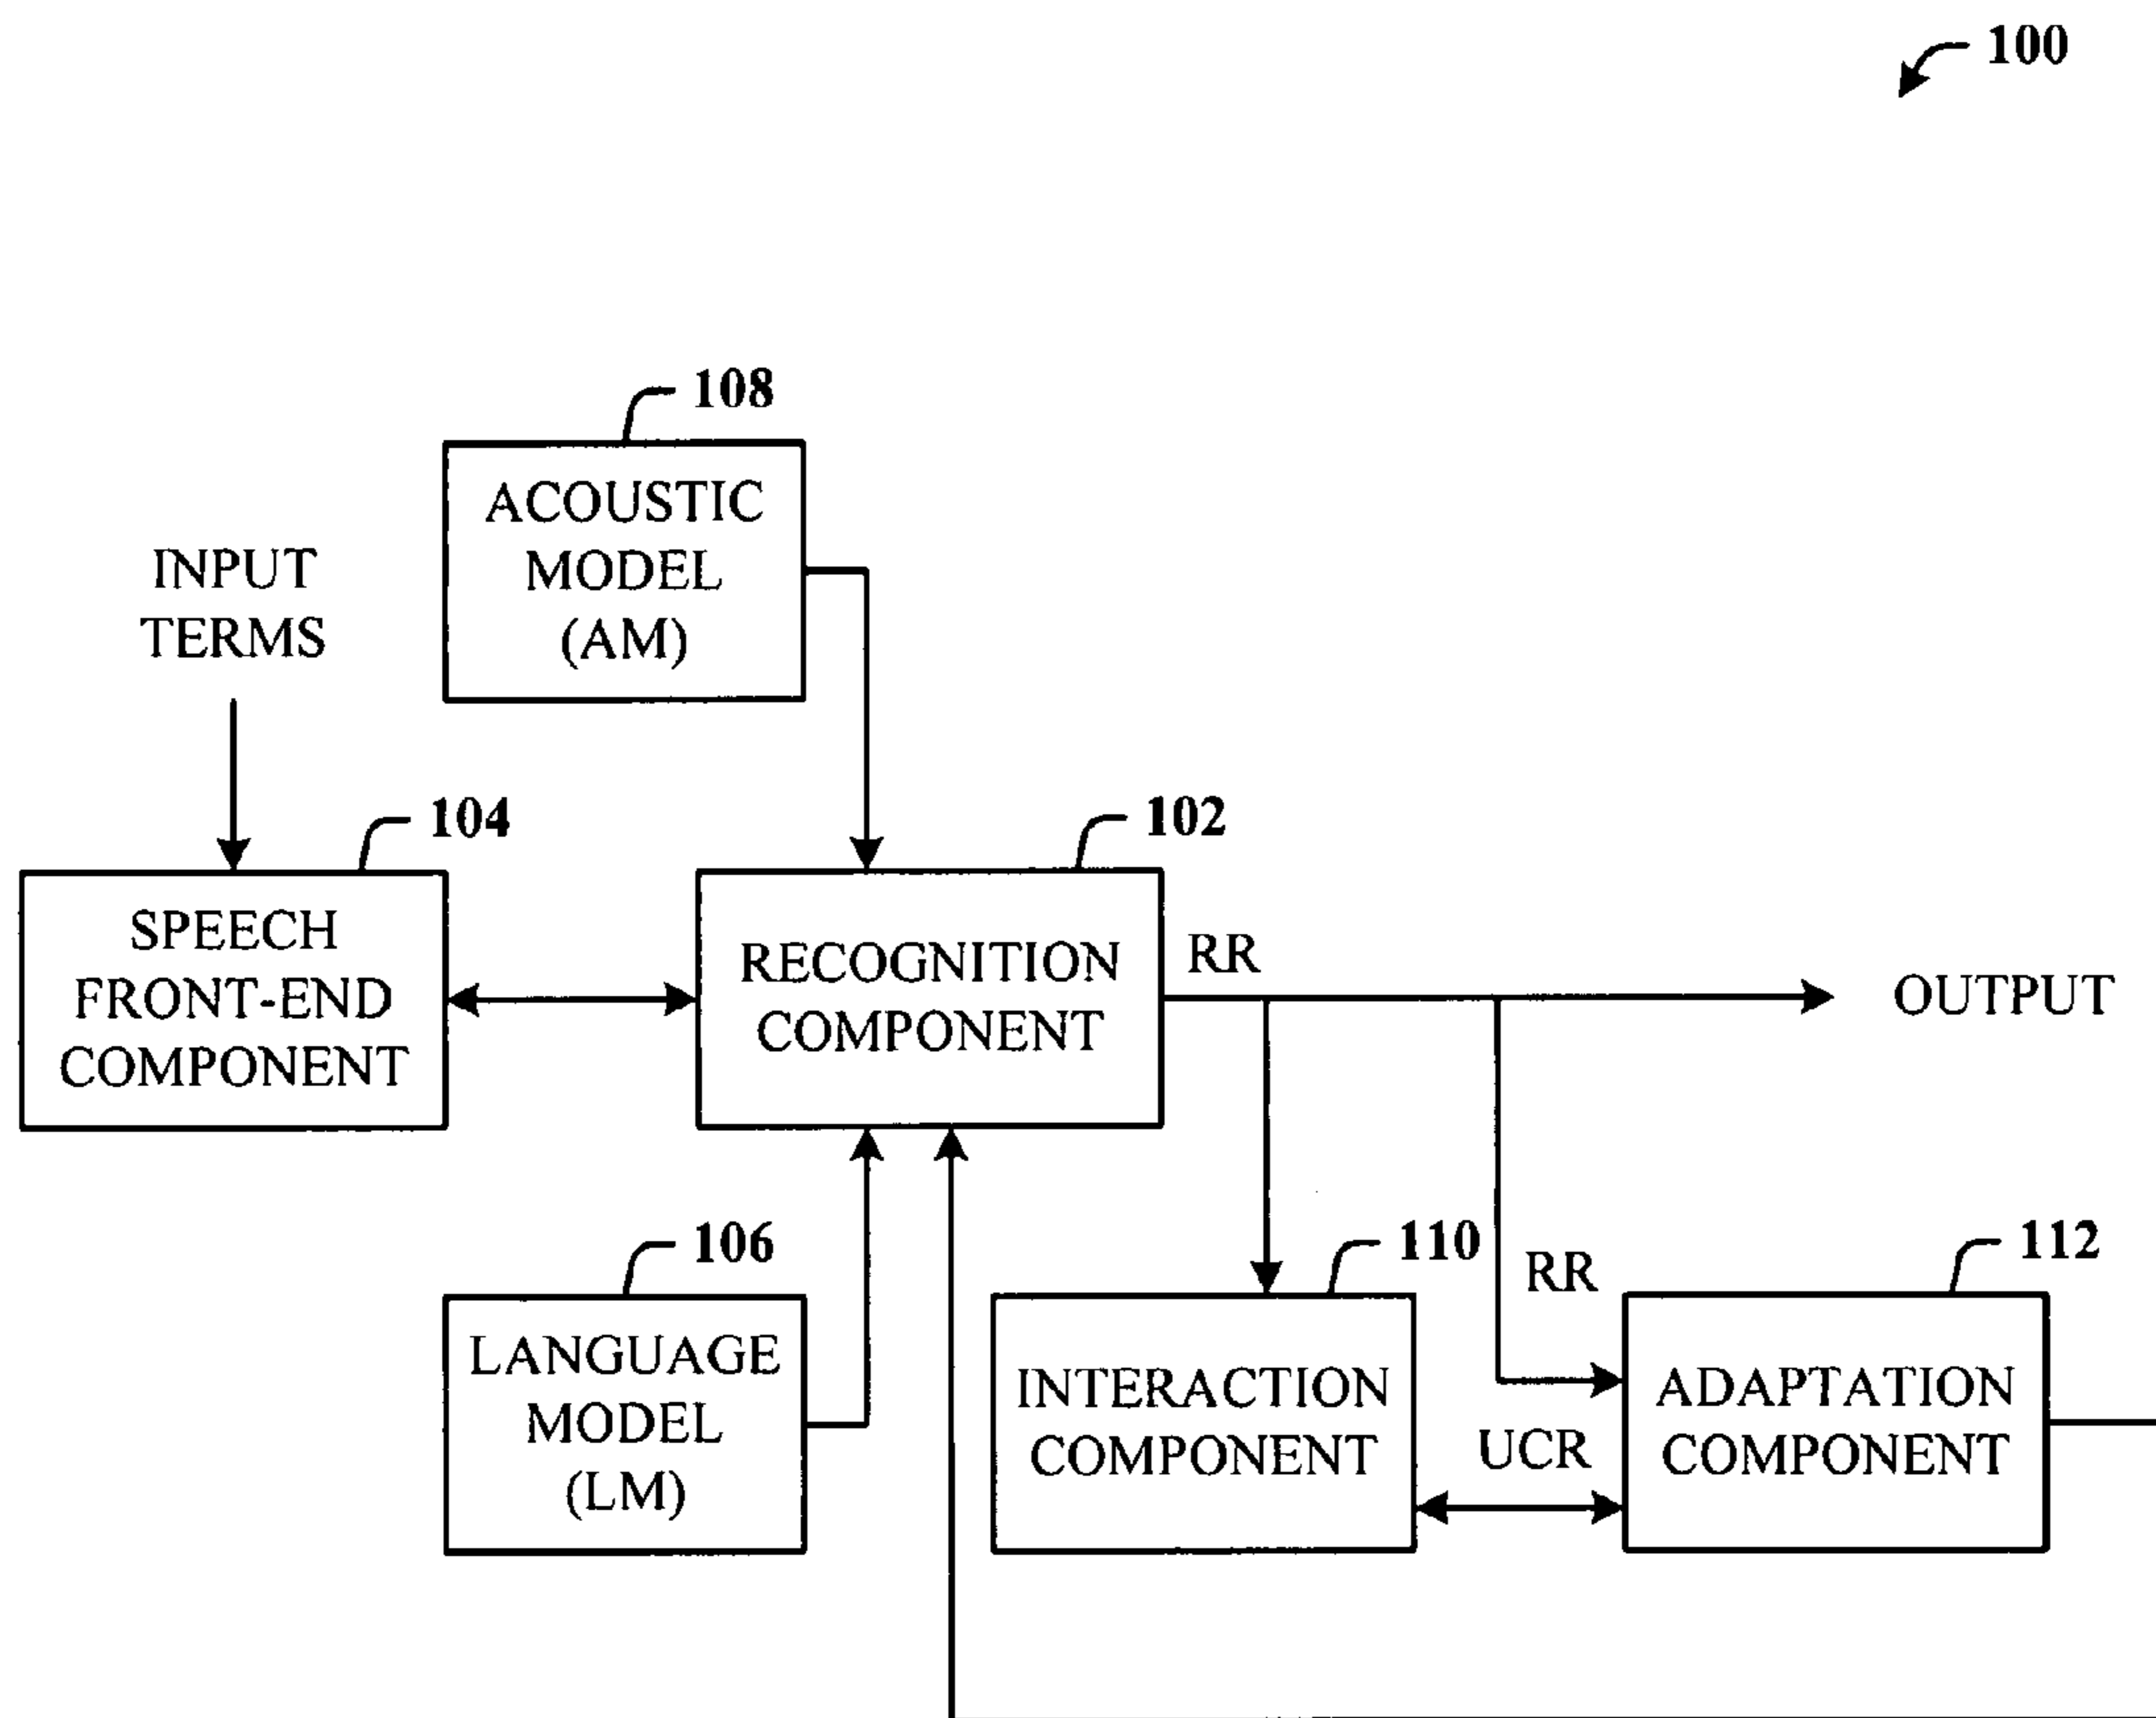 100
108
ACOUSTIC
MODEL
(AM)
INPUT
TERMS
104
102
SPEECH
FRONT-END
COMPONENT
RECOGNITION
COMPONENT
RR
OUTPUT
106
110
112
RR
LANGUAGE
MODEL
(LM)
INTERACTION
COMPONENT
UCR
ADAPTATION
COMPONENT